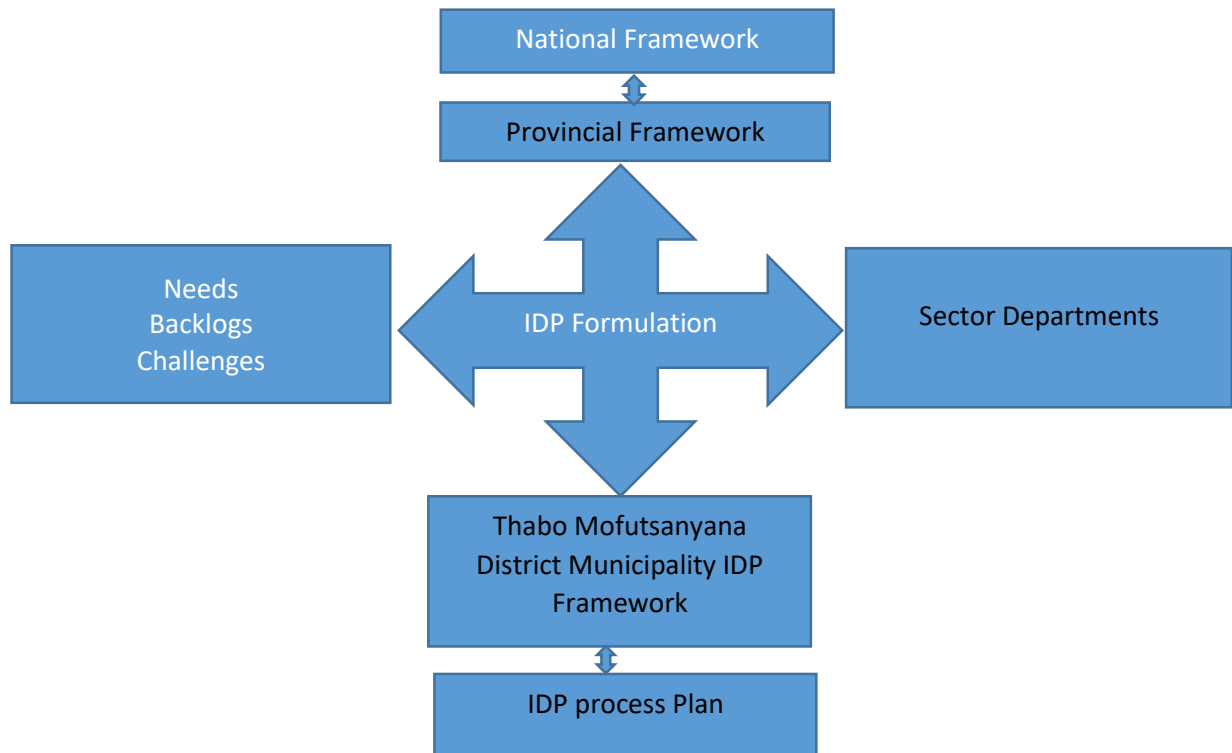 National Framework
Provincial Framework
Needs
Backlogs
Challenges
IDP Formulation
Sector Departments
Thabo Mofutsanyana
District Municipality IDP
Framework
IDP process Plan